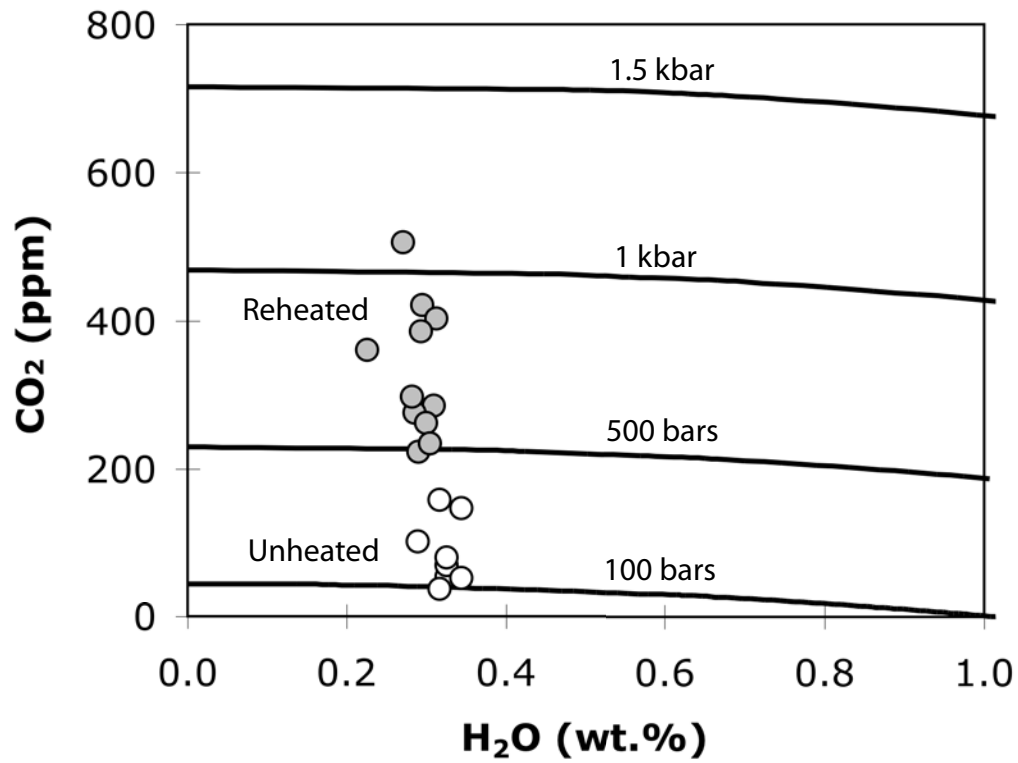 800
1.5 kbar
600
1 kbar
Reheated
400
500 bars
200
Unheated
100 bars
0
0.0 0.2 0.4 0.6 0.8 1.0
H₂O (wt.%)
CO₂ (ppm)